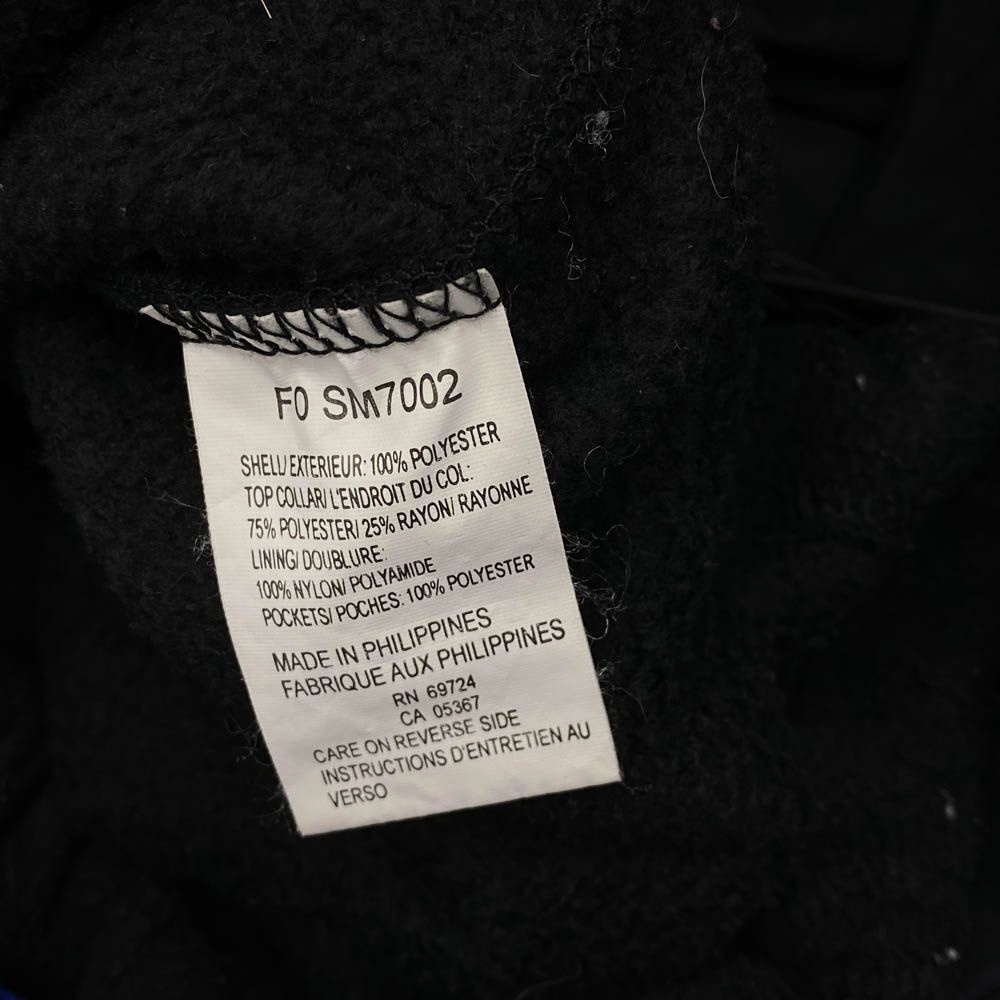 F0 SM7002
SHELL/EXTERIEUR: 100% POLYESTER
TOP COLLAR/L'ENDROIT DU COL:
75% POLYESTER/ 25% RAYON/ RAYONNE
LINING/DOUBLURE:
100% NYLON/ POLYAMIDE
POCKETS/ POCHES: 100% POLYESTER
MADE IN PHILIPPINES
FABRIQUE AUX PHILIPPINES
RN 69724
CA 05367
CARE ON REVERSE SIDE
INSTRUCTIONS D'ENTRETIEN AU
VERSO